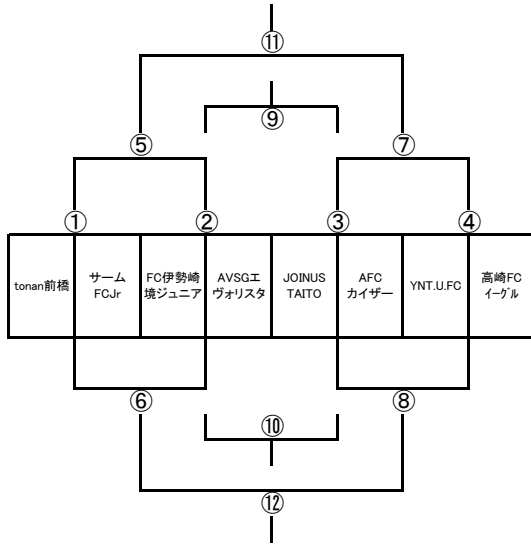 ⑪
⑨
⑤ ⑦
① ② ③ ④
tonan前橋
サーム
FCJr
FC伊勢崎
境ジュニア
AVSGエ
ヴォリスタ
JOINUS
TAITO
AFC
カイザー
YNT.U.FC
高崎FC
ｲｰｸﾞﾙ
⑥ ⑧
⑩
⑫